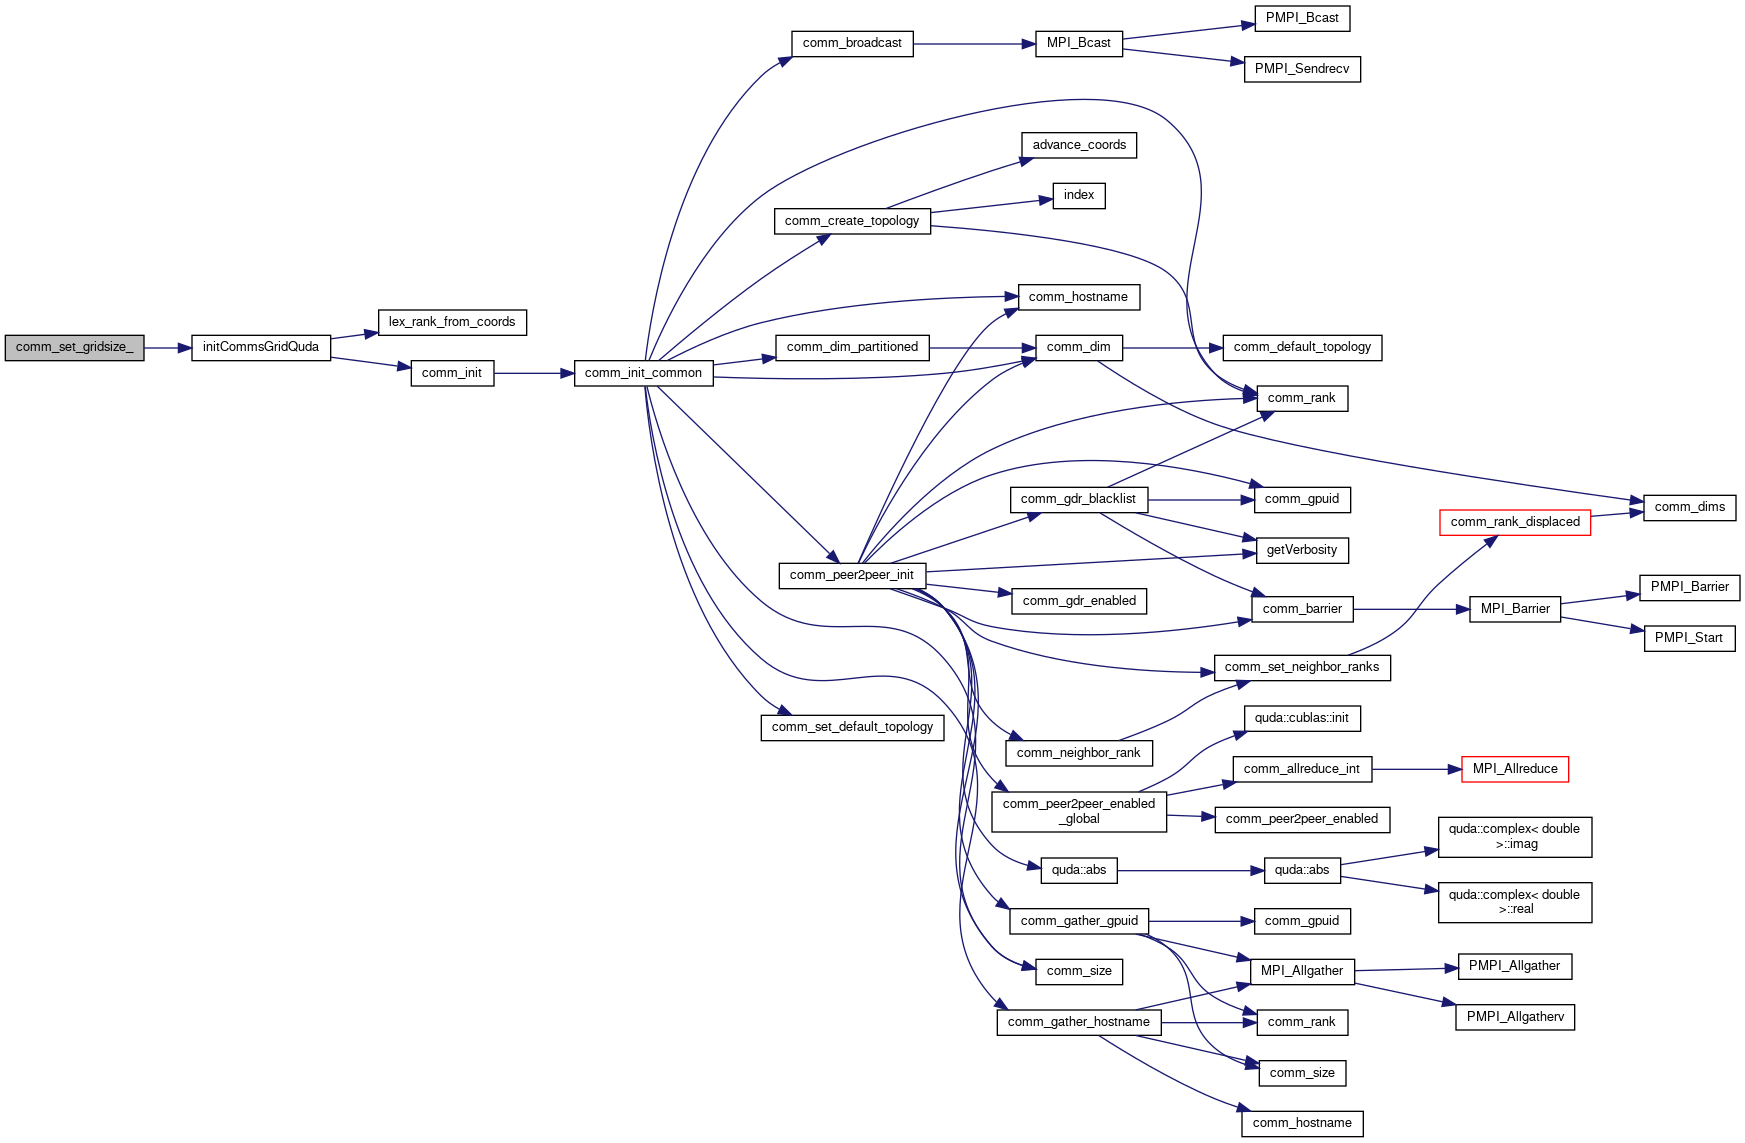 PMPI_Bcast
comm_broadcast
MPI_Bcast
PMPI_Sendrecv
advance_coords
index
comm_create_topology
comm_hostname
lex_rank_from_coords
comm_set_gridsize_
initCommsGridQuda
comm_dim_partitioned
comm_dim
comm_default_topology
comm_init
comm_init_common
comm_rank
comm_gdr_blacklist
comm_gpuid
comm_dims
comm_rank_displaced
getVerbosity
comm_peer2peer_init
PMPI_Barrier
comm_gdr_enabled
comm_barrier
MPI_Barrier
PMPI_Start
comm_set_neighbor_ranks
quda::cublas::init
comm_set_default_topology
comm_neighbor_rank
comm_allreduce_int
MPI_Allreduce
comm_peer2peer_enabled
_global
comm_peer2peer_enabled
quda::complex< double
>::imag
quda::abs
quda::abs
quda::complex< double
>::real
comm_gather_gpuid
comm_gpuid
comm_size
MPI_Allgather
PMPI_Allgather
comm_gather_hostname
comm_rank
PMPI_Allgatherv
comm_size
comm_hostname